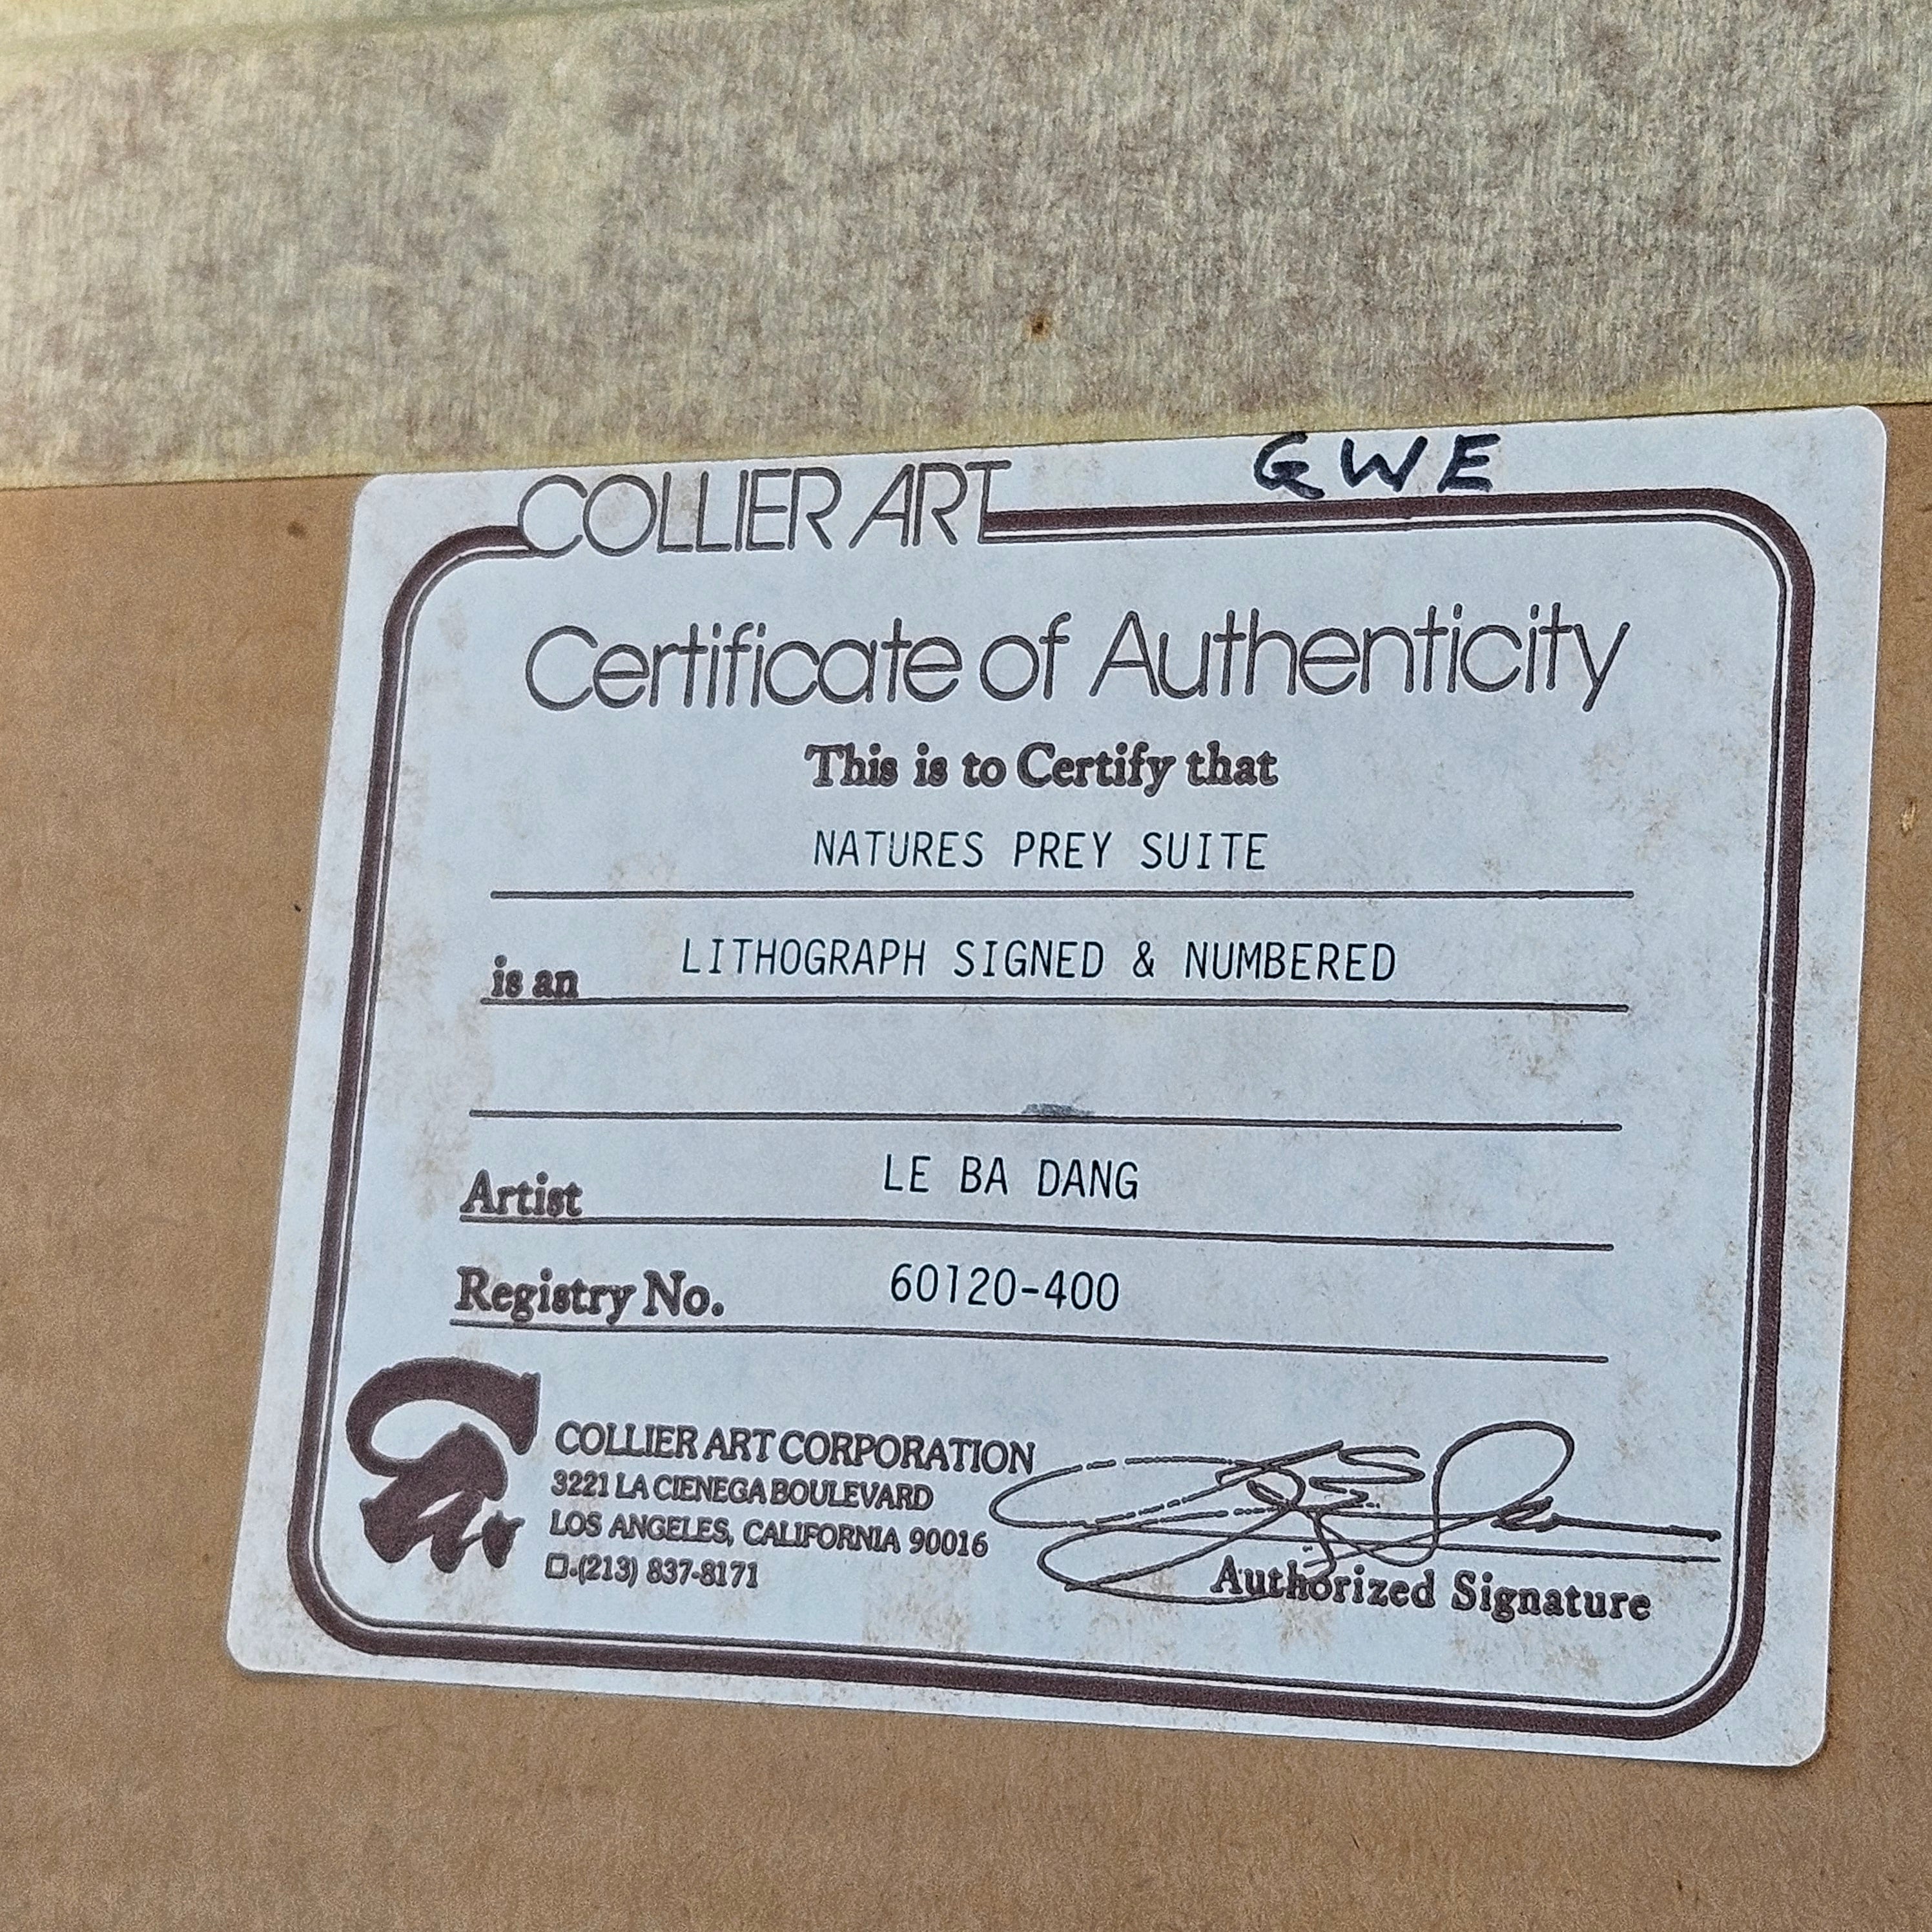 GWE
COLLIER ART
Certificate of Authenticity
This is to Certify that
NATURES PREY SUITE
is an LITHOGRAPH SIGNED & NUMBERED
Artist LE BA DANG
Registry No. 60120-400
COLLIER ART CORPORATION
3221 LA CIENEGA BOULEVARD
LOS ANGELES, CALIFORNIA 90016
(213) 837-8171
Authorized Signature